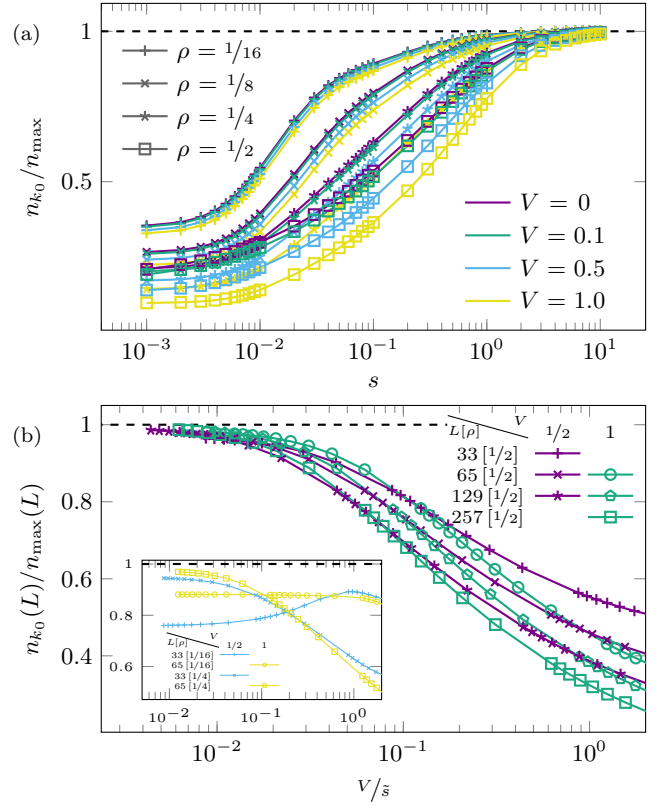 (a)
1
0.5
n_{k_0}/n_max
ρ = 1/16
ρ = 1/8
ρ = 1/4
ρ = 1/2
V = 0
V = 0.1
V = 0.5
V = 1.0
10^{-3} 10^{-2} 10^{-1} 10^0 10^1
s
(b)
1
0.8
0.6
0.4
n_{k_0}(L)/n_max(L)
V
L[ρ] 1/2 1
33 [1/2]
65 [1/2]
129 [1/2]
257 [1/2]
1
0.8
0.6
V
L[ρ] 1/2 1
33 [1/16]
65 [1/16]
33 [1/4]
65 [1/4]
10^{-2} 10^{-1} 10^0
10^{-2} 10^{-1} 10^0
V/s̃